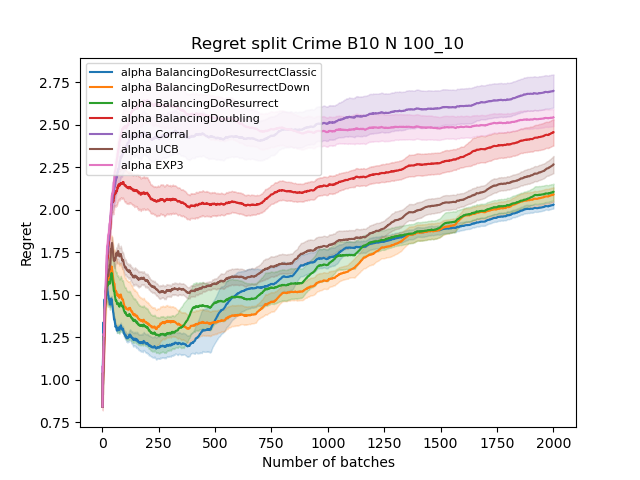 Regret split Crime B10 N 100_10
alpha BalancingDoResurrectClassic
alpha BalancingDoResurrectDown
alpha BalancingDoResurrect
alpha BalancingDoubling
alpha Corral
alpha UCB
alpha EXP3
2.75
2.50
2.25
2.00
1.75
1.50
1.25
1.00
0.75
Regret
0 250 500 750 1000 1250 1500 1750 2000
Number of batches